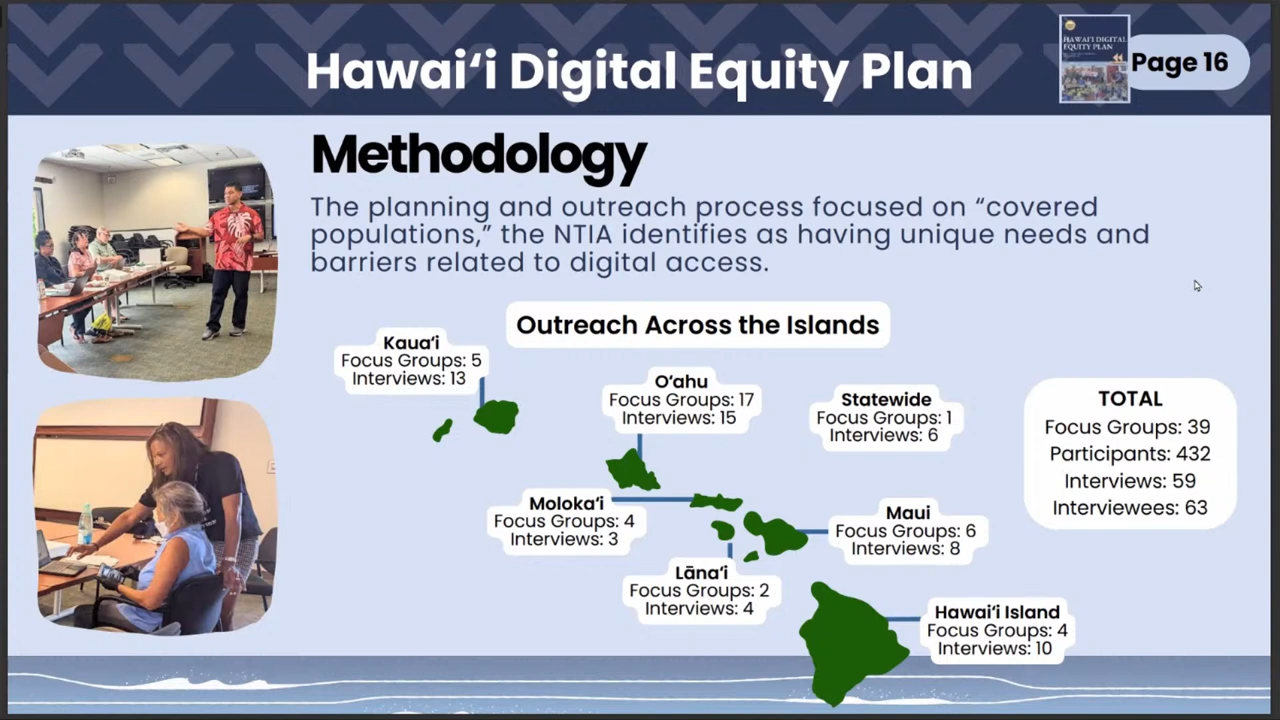 Hawaiʻi Digital Equity Plan
HAWAIʻI DIGITAL
EQUITY PLAN
Page 16
Methodology
The planning and outreach process focused on “covered
populations,” the NTIA identifies as having unique needs and
barriers related to digital access.
Outreach Across the Islands
Kauaʻi
Focus Groups: 5
Interviews: 13
Oʻahu
Focus Groups: 17
Interviews: 15
Statewide
Focus Groups: 1
Interviews: 6
TOTAL
Focus Groups: 39
Participants: 432
Interviews: 59
Interviewees: 63
Molokaʻi
Focus Groups: 4
Interviews: 3
Maui
Focus Groups: 6
Interviews: 8
Lānaʻi
Focus Groups: 2
Interviews: 4
Hawaiʻi Island
Focus Groups: 4
Interviews: 10